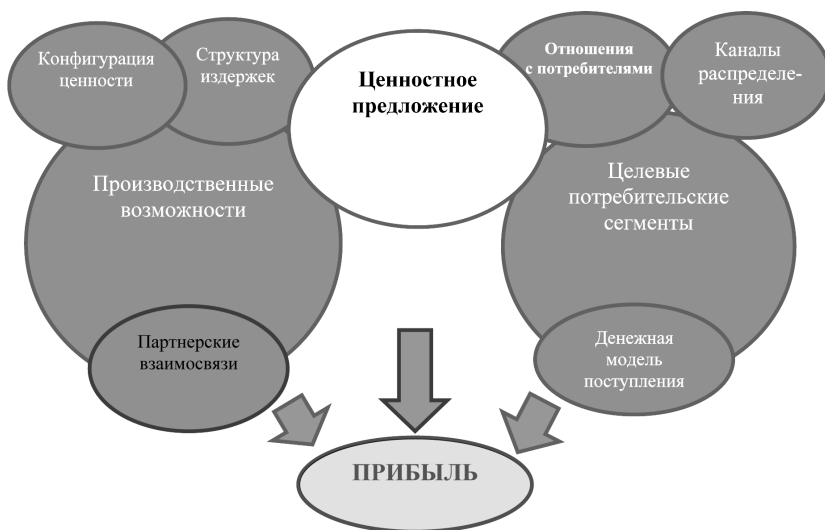 Конфигурация
ценности
Структура
издержек
Ценностное
предложение
Отношения
с потребителями
Каналы
распределе-
ния
Производственные
возможности
Целевые
потребительские
сегменты
Партнерские
взаимосвязи
Денежная
модель
поступления
ПРИБЫЛЬ